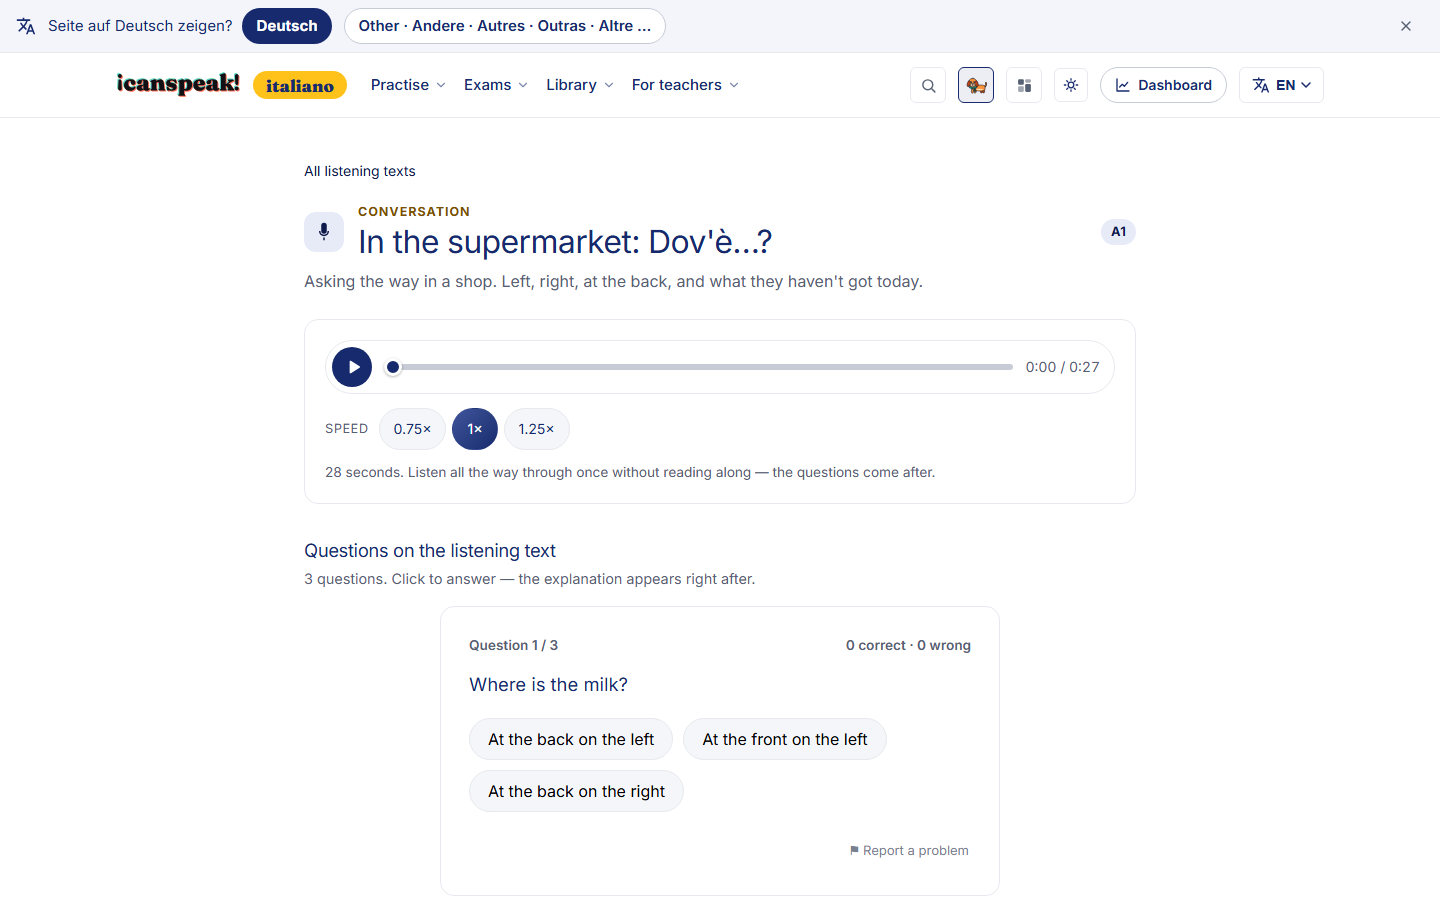 Seite auf Deutsch zeigen? Deutsch Other · Andere · Autres · Outras · Altre ...
icanspeak! italiano Practise Exams Library For teachers Dashboard EN
All listening texts
CONVERSATION
In the supermarket: Dov'è...?
A1
Asking the way in a shop. Left, right, at the back, and what they haven't got today.
0:00 / 0:27
SPEED 0.75× 1× 1.25×
28 seconds. Listen all the way through once without reading along — the questions come after.
Questions on the listening text
3 questions. Click to answer — the explanation appears right after.
Question 1 / 3 0 correct · 0 wrong
Where is the milk?
At the back on the left At the front on the left
At the back on the right
Report a problem